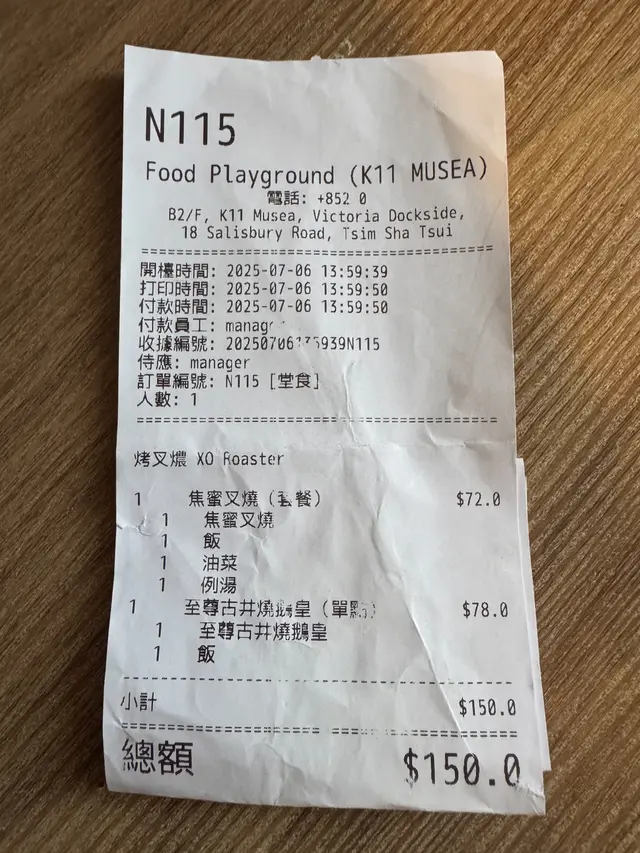 N115
Food Playground (K11 MUSEA)
電話: +852 0
B2/F, K11 Musea, Victoria Dockside,
18 Salisbury Road, Tsim Sha Tsui
開檯時間: 2025-07-06 13:59:39
打印時間: 2025-07-06 13:59:50
付款時間: 2025-07-06 13:59:50
付款員工: manager
收據編號:
侍應: manager
訂單編號: N115 [堂食]
人數: 1
烤叉燶 XO Roaster
1 焦蜜叉燒 (套餐) $72.0
1 焦蜜叉燒
1 飯
1 油菜
1 例湯
1 至尊古井燒鵝皇 (單點) $78.0
1 至尊古井燒鵝皇
1 飯
小計 $150.0
總額 $150.0